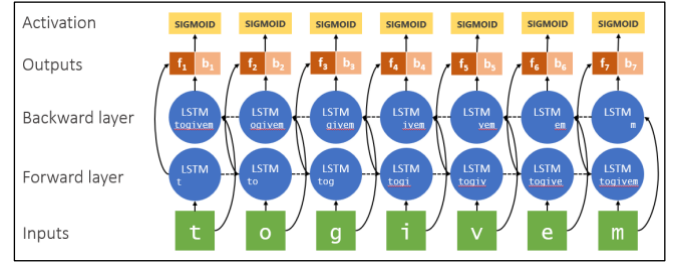 Activation SIGMOID SIGMOID SIGMOID SIGMOID SIGMOID SIGMOID SIGMOID
Outputs f1 b1 f2 b2 f3 b3 f4 b4 f5 b5 f6 b6 f7 b7
Backward layer LSTM LSTM LSTM LSTM LSTM LSTM LSTM
togivem ogivem givem ivem vem em m
Forward layer LSTM LSTM LSTM LSTM LSTM LSTM LSTM
t to tog togi togiv togive togivem
Inputs t o g i v e m